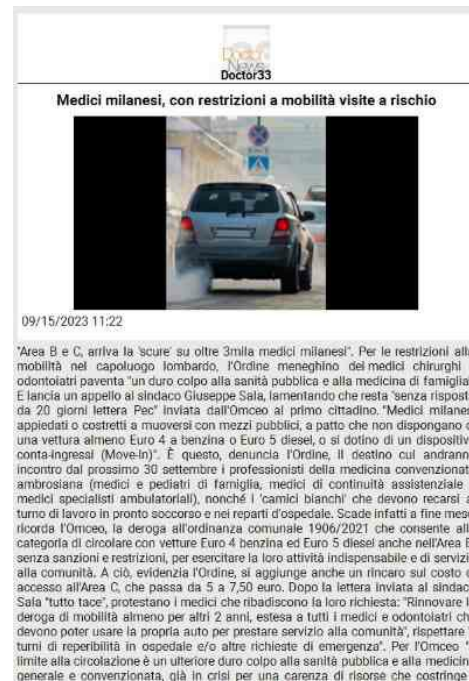 Doctor
News
Doctor33
Medici milanesi, con restrizioni a mobilità visite a rischio
09/15/2023 11:22
"Area B e C, arriva la 'scure' su oltre 3mila medici milanesi". Per le restrizioni alla
mobilità nel capoluogo lombardo, l'Ordine meneghino dei medici chirurghi
odontoiatri paventa "un duro colpo alla sanità pubblica e alla medicina di famiglia
E lancia un appello al sindaco Giuseppe Sala, lamentando che resta "senza risposta
da 20 giorni lettera Pec" inviata dall'Omceo al primo cittadino. "Medici milanes
appiedati o costretti a muoversi con mezzi pubblici, a patto che non dispongano d
una vettura almeno Euro 4 a benzina o Euro 5 diesel, o si dotino di un dispositiv
conta-ingressi (Move-In)". È questo, denuncia l'Ordine, il destino cui andrann
incontro dal prossimo 30 settembre i professionisti della medicina convenzionat
ambrosiana (medici e pediatri di famiglia, medici di continuità assistenziale
medici specialisti ambulatoriali), nonché i 'camici bianchi' che devono recarsi a
turno di lavoro in pronto soccorso e nei reparti d'ospedale. Scade infatti a fine mese
ricorda l'Omceo, la deroga all'ordinanza comunale 1906/2021 che consente alla
categoria di circolare con vetture Euro 4 benzina ed Euro 5 diesel anche nell'Area B
senza sanzioni e restrizioni, per esercitare la loro attività indispensabile e di servizi
alla comunità. A ciò, evidenzia l'Ordine, si aggiunge anche un rincaro sul costo d
accesso all'Area C, che passa da 5 a 7,50 euro. Dopo la lettera inviata al sindac
Sala "tutto tace", protestano i medici che ribadiscono la loro richiesta: "Rinnovare l
deroga di mobilità almeno per altri 2 anni, estesa a tutti i medici e odontoiatri ch
devono poter usare la propria auto per prestare servizio alla comunità", rispettare
turni di reperibilità in ospedale e/o altre richieste di emergenza". Per l'Omceo "
limite alla circolazione è un ulteriore duro colpo alla sanità pubblica e alla medicin
generale e convenzionata, già in crisi per una carenza di risorse che costringe